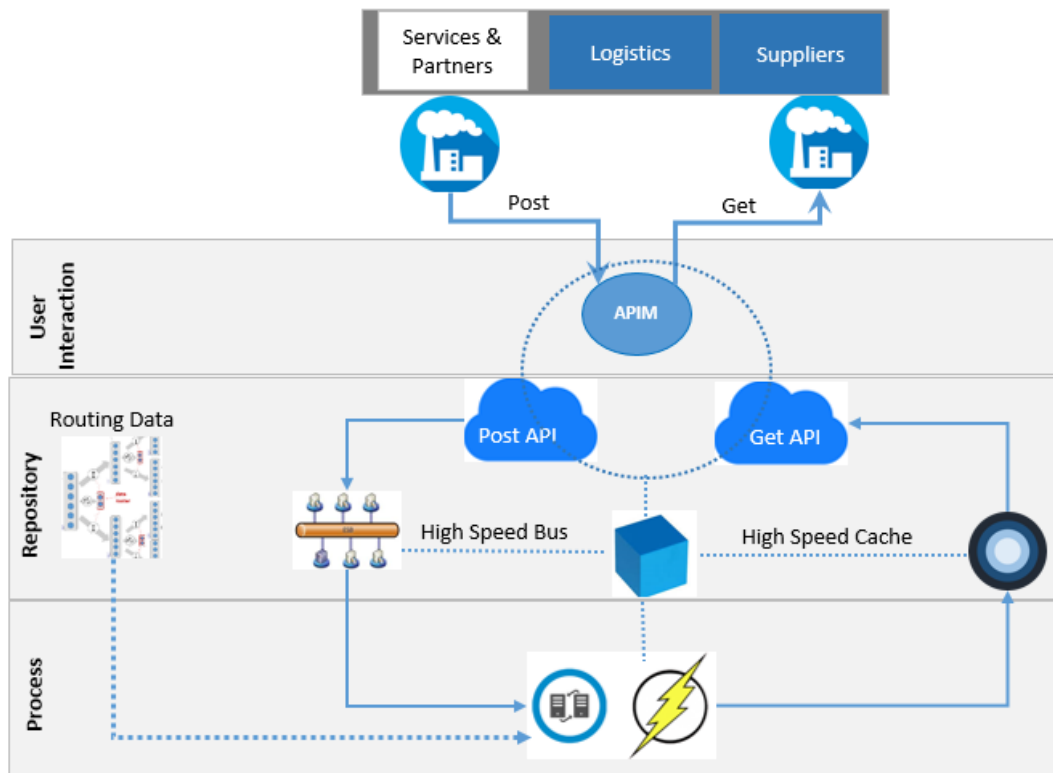 Services &
Partners
Logistics
Suppliers
Post
Get
User
Interaction
APIM
Repository
Routing Data
Post API
Get API
High Speed Bus
High Speed Cache
Process